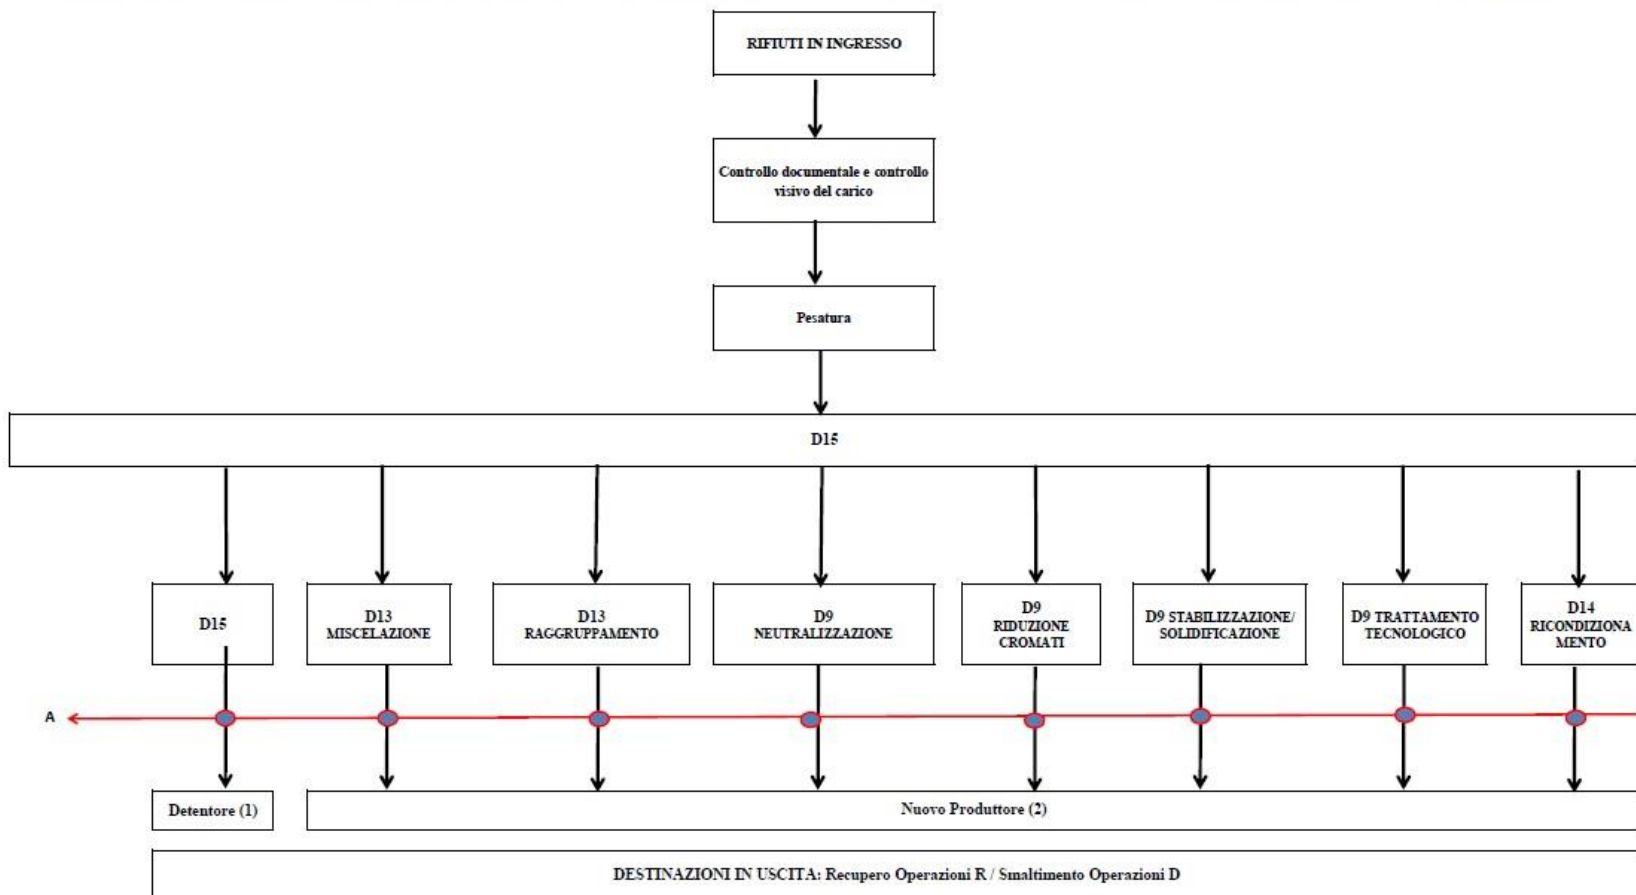 RIFIUTI IN INGRESSO
Controllo documentale e controllo
visivo del carico
Pesatura
D15
D15
D13
MISCELAZIONE
D13
RAGGRUPPAMENTO
D9
NEUTRALIZZAZIONE
D9
RIDUZIONE
CROMATI
D9 STABILIZZAZIONE/
SOLIDIFICAZIONE
D9 TRATTAMENTO
TECNOLOGICO
D14
RICONDIZIONA
MENTO
A
Detentore (1)
Nuovo Produttore (2)
DESTINAZIONI IN USCITA: Recupero Operazioni R / Smaltimento Operazioni D